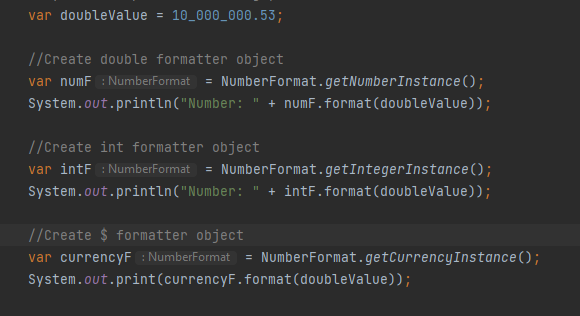 var doubleValue = 10_000_000.53;
//Create double formatter object
var numF : NumberFormat = NumberFormat.getNumberInstance();
System.out.println("Number: " + numF.format(doubleValue));
//Create int formatter object
var intF : NumberFormat = NumberFormat.getIntegerInstance();
System.out.println("Number: " + intF.format(doubleValue));
//Create $ formatter object
var currencyF : NumberFormat = NumberFormat.getCurrencyInstance();
System.out.print(currencyF.format(doubleValue));